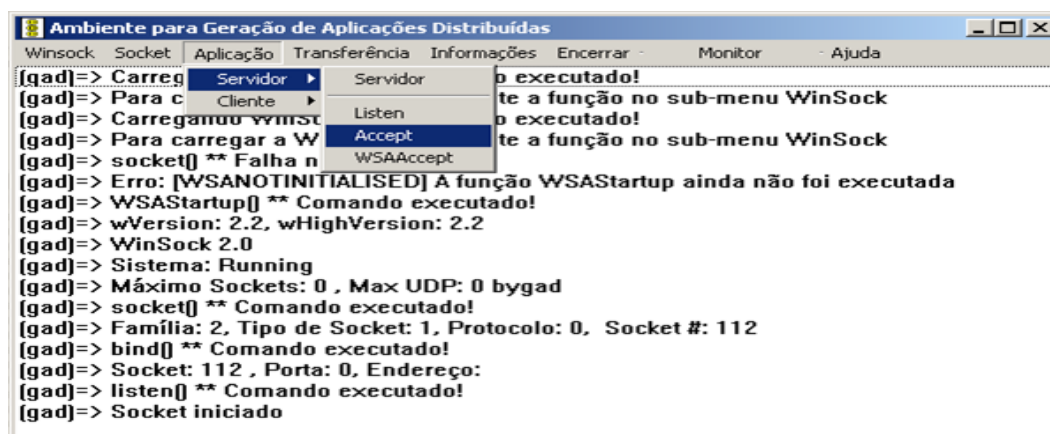 Ambiente para Geração de Aplicações Distribuídas
Winsock Socket Aplicação Transferência Informações Encerrar Monitor Ajuda
Servidor
Cliente
Servidor
Listen
Accept
WSAAccept
(gad)=> Carreg o executado!
(gad)=> Para c te a função no sub-menu WinSock
(gad)=> Carregando WinSo o executado!
(gad)=> Para carregar a W te a função no sub-menu WinSock
(gad)=> socket() ** Falha n
(gad)=> Erro: [WSANOTINITIALISED] A função WSAStartup ainda não foi executada
(gad)=> WSAStartup() ** Comando executado!
(gad)=> wVersion: 2.2, wHighVersion: 2.2
(gad)=> WinSock 2.0
(gad)=> Sistema: Running
(gad)=> Máximo Sockets: 0 , Max UDP: 0 bygad
(gad)=> socket() ** Comando executado!
(gad)=> Família: 2, Tipo de Socket: 1, Protocolo: 0, Socket #: 112
(gad)=> bind() ** Comando executado!
(gad)=> Socket: 112 , Porta: 0, Endereço:
(gad)=> listen() ** Comando executado!
(gad)=> Socket iniciado